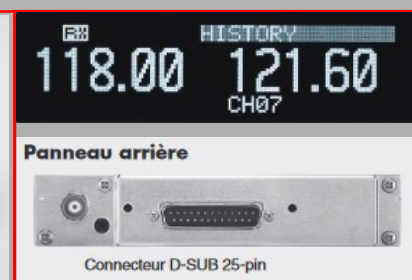 RX HISTORY
118.00 121.60
CH07
Panneau arrière
Connecteur D-SUB 25-pin